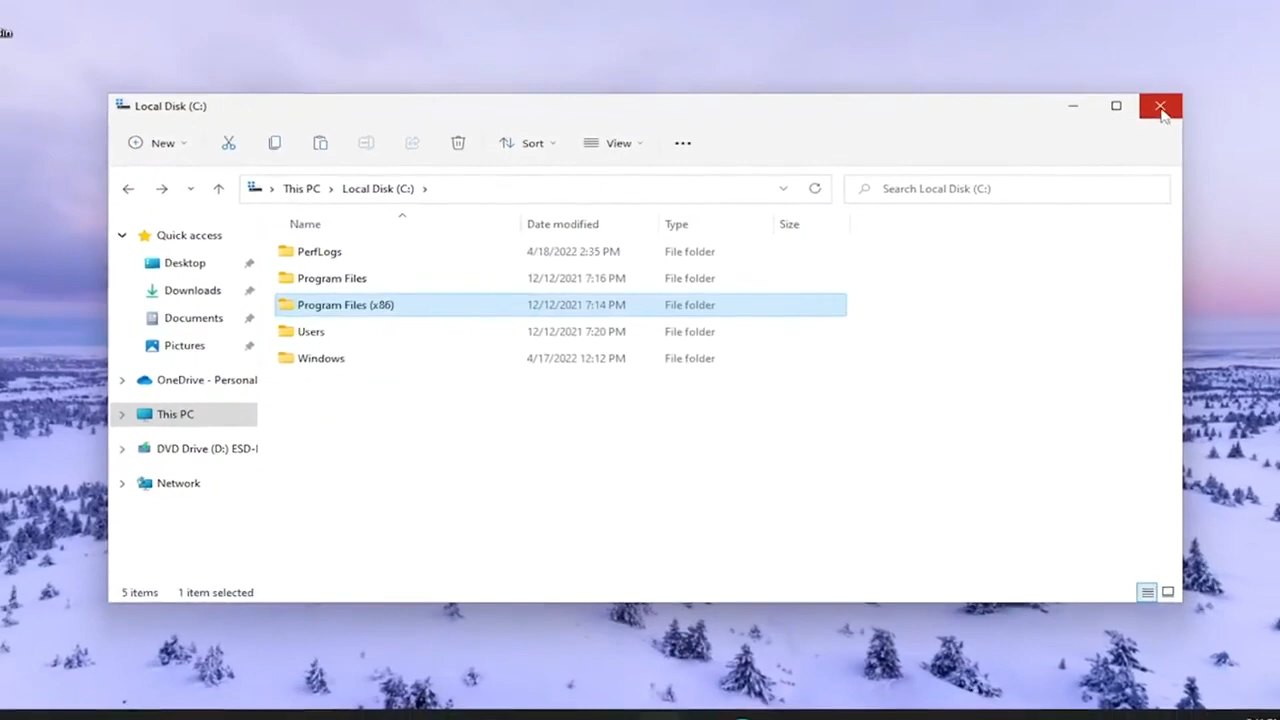 Local Disk (C:)
New
Sort
View
This PC
Local Disk (C:)
Search Local Disk (C:)
Name
Date modified
Type
Size
Quick access
Desktop
Downloads
Documents
Pictures
OneDrive - Personal
This PC
DVD Drive (D:) ESD-I
Network
PerfLogs 4/18/2022 2:35 PM File folder
Program Files 12/12/2021 7:16 PM File folder
Program Files (x86) 12/12/2021 7:14 PM File folder
Users 12/12/2021 7:20 PM File folder
Windows 4/17/2022 12:12 PM File folder
5 items 1 item selected